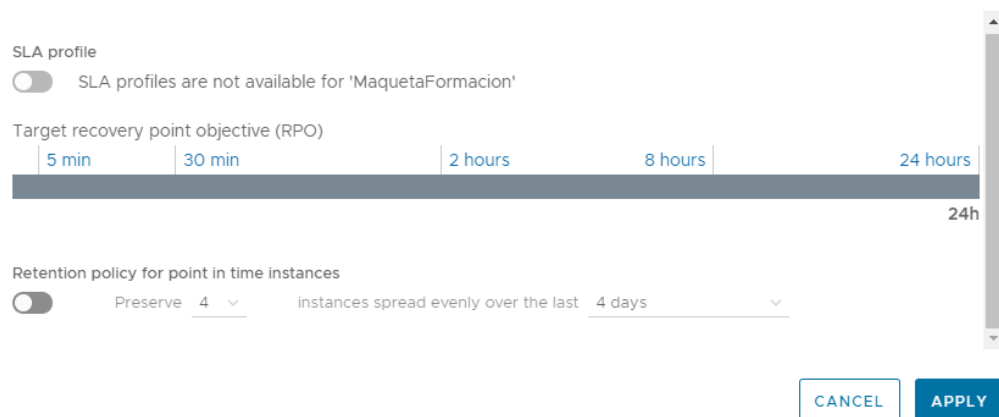 SLA profile
SLA profiles are not available for 'MaquetaFormacion'
Target recovery point objective (RPO)
5 min 30 min 2 hours 8 hours 24 hours
24h
Retention policy for point in time instances
Preserve 4 instances spread evenly over the last 4 days
CANCEL APPLY